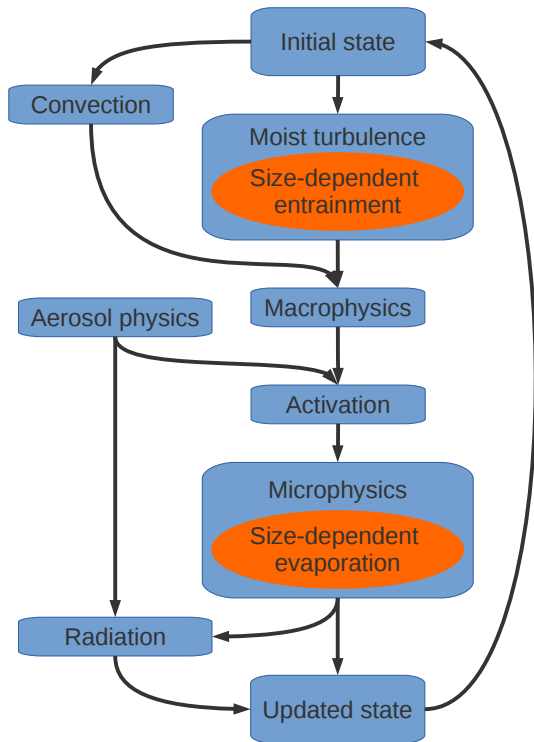 Initial state
Convection
Moist turbulence
Size-dependent
entrainment
Macrophysics
Aerosol physics
Activation
Microphysics
Size-dependent
evaporation
Radiation
Updated state